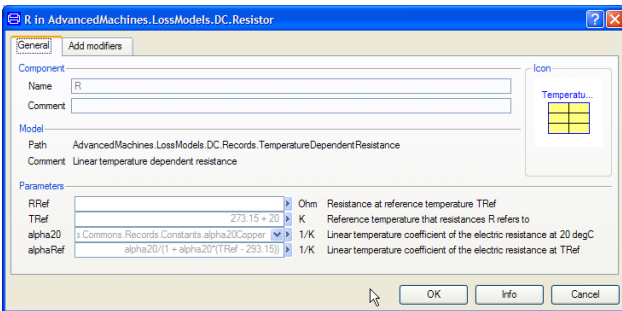 R in AdvancedMachines.LossModels.DC.Resistor
General Add modifiers
Component Icon
Name R
Comment
Temperatu...
Model
Path AdvancedMachines.LossModels.DC.Records.TemperatureDependentResistance
Comment Linear temperature dependent resistance
Parameters
RRef Ohm Resistance at reference temperature TRef
TRef 273.15 + 20 K Reference temperature that resistances R refers to
alpha20 s.Commons.Records.Constants.alpha20Copper 1/K Linear temperature coefficient of the electric resistance at 20 degC
alphaRef alpha20/(1 + alpha20*(TRef - 293.15)) 1/K Linear temperature coefficient of the electric resistance at TRef
OK Info Cancel